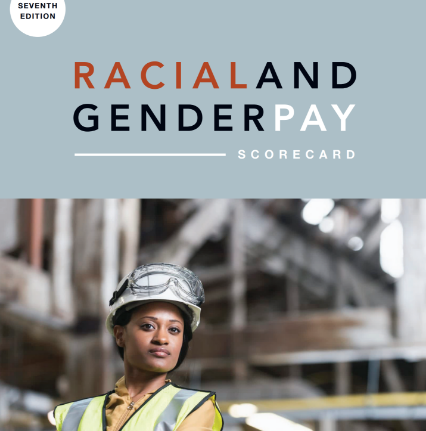 SEVENTH
EDITION
RACIALAND
GENDERPAY
SCORECARD